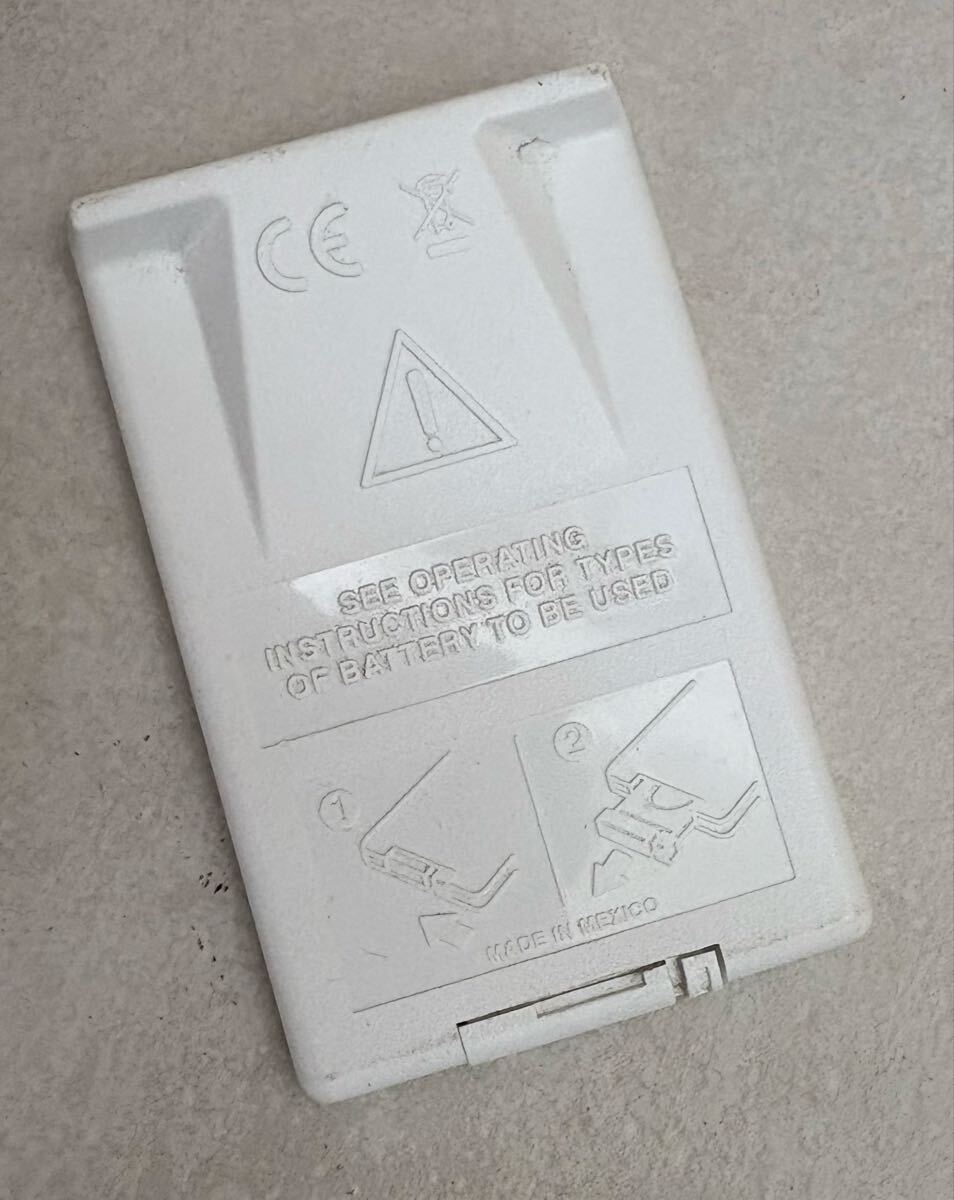 CE
SEE OPERATING
INSTRUCTIONS FOR TYPES
OF BATTERY TO BE USED
1
2
MADE IN MEXICO